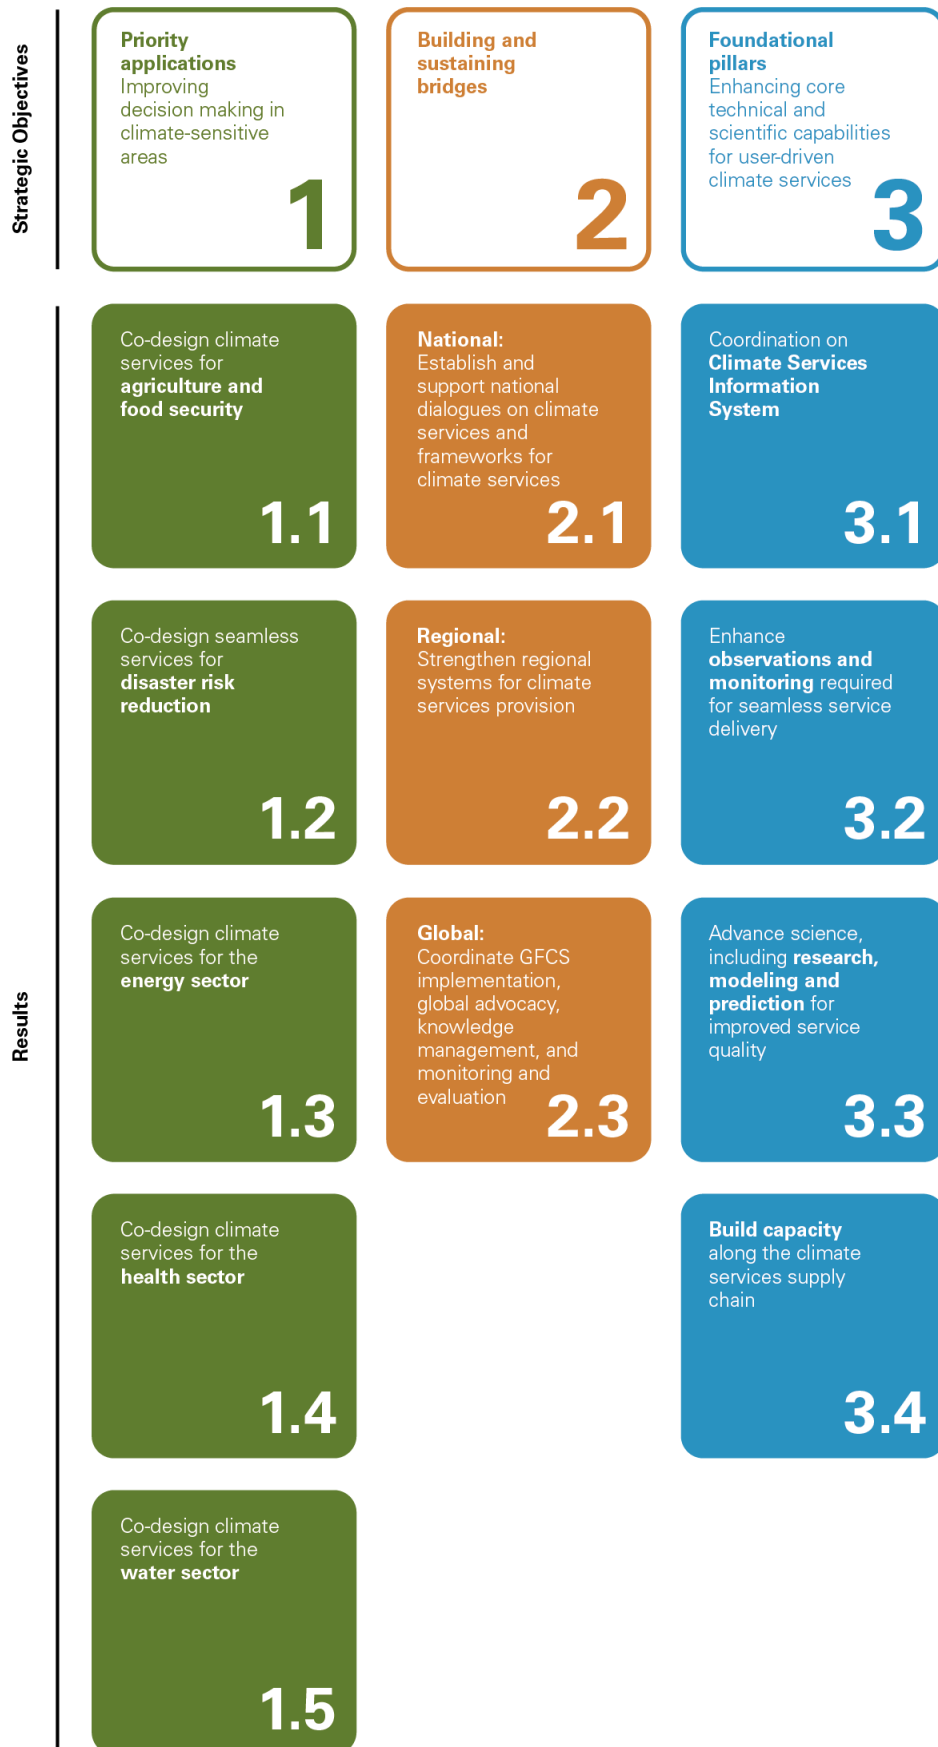 Strategic Objectives
Priority
applications
Improving
decision making in
climate-sensitive
areas
1
Building and
sustaining
bridges
2
Foundational
pillars
Enhancing core
technical and
scientific capabilities
for user-driven
climate services
3
Results
Co-design climate
services for
agriculture and
food security
1.1
National:
Establish and
support national
dialogues on climate
services and
frameworks for
climate services
2.1
Coordination on
Climate Services
Information
System
3.1
Co-design seamless
services for
disaster risk
reduction
1.2
Regional:
Strengthen regional
systems for climate
services provision
2.2
Enhance
observations and
monitoring required
for seamless service
delivery
3.2
Co-design climate
services for the
energy sector
1.3
Global:
Coordinate GFCS
implementation,
global advocacy,
knowledge
management, and
monitoring and
evaluation
2.3
Advance science,
including research,
modeling and
prediction for
improved service
quality
3.3
Co-design climate
services for the
health sector
1.4
Build capacity
along the climate
services supply
chain
3.4
Co-design climate
services for the
water sector
1.5